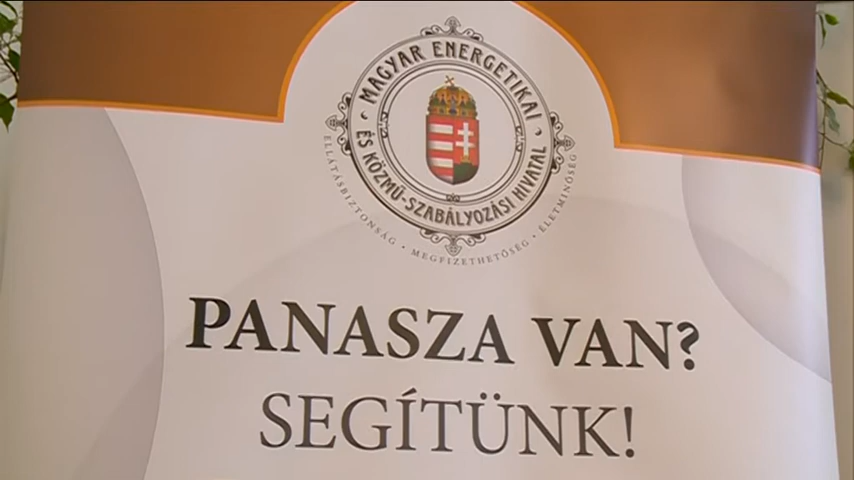 MAGYAR ENERGETIKAI
ÉS KÖZMŰ-SZABÁLYOZÁSI HIVATAL
ELLÁTÁSBIZTONSÁG · MEGFIZETHETŐSÉG · ÉLETMINŐSÉG
PANASZA VAN?
SEGÍTÜNK!